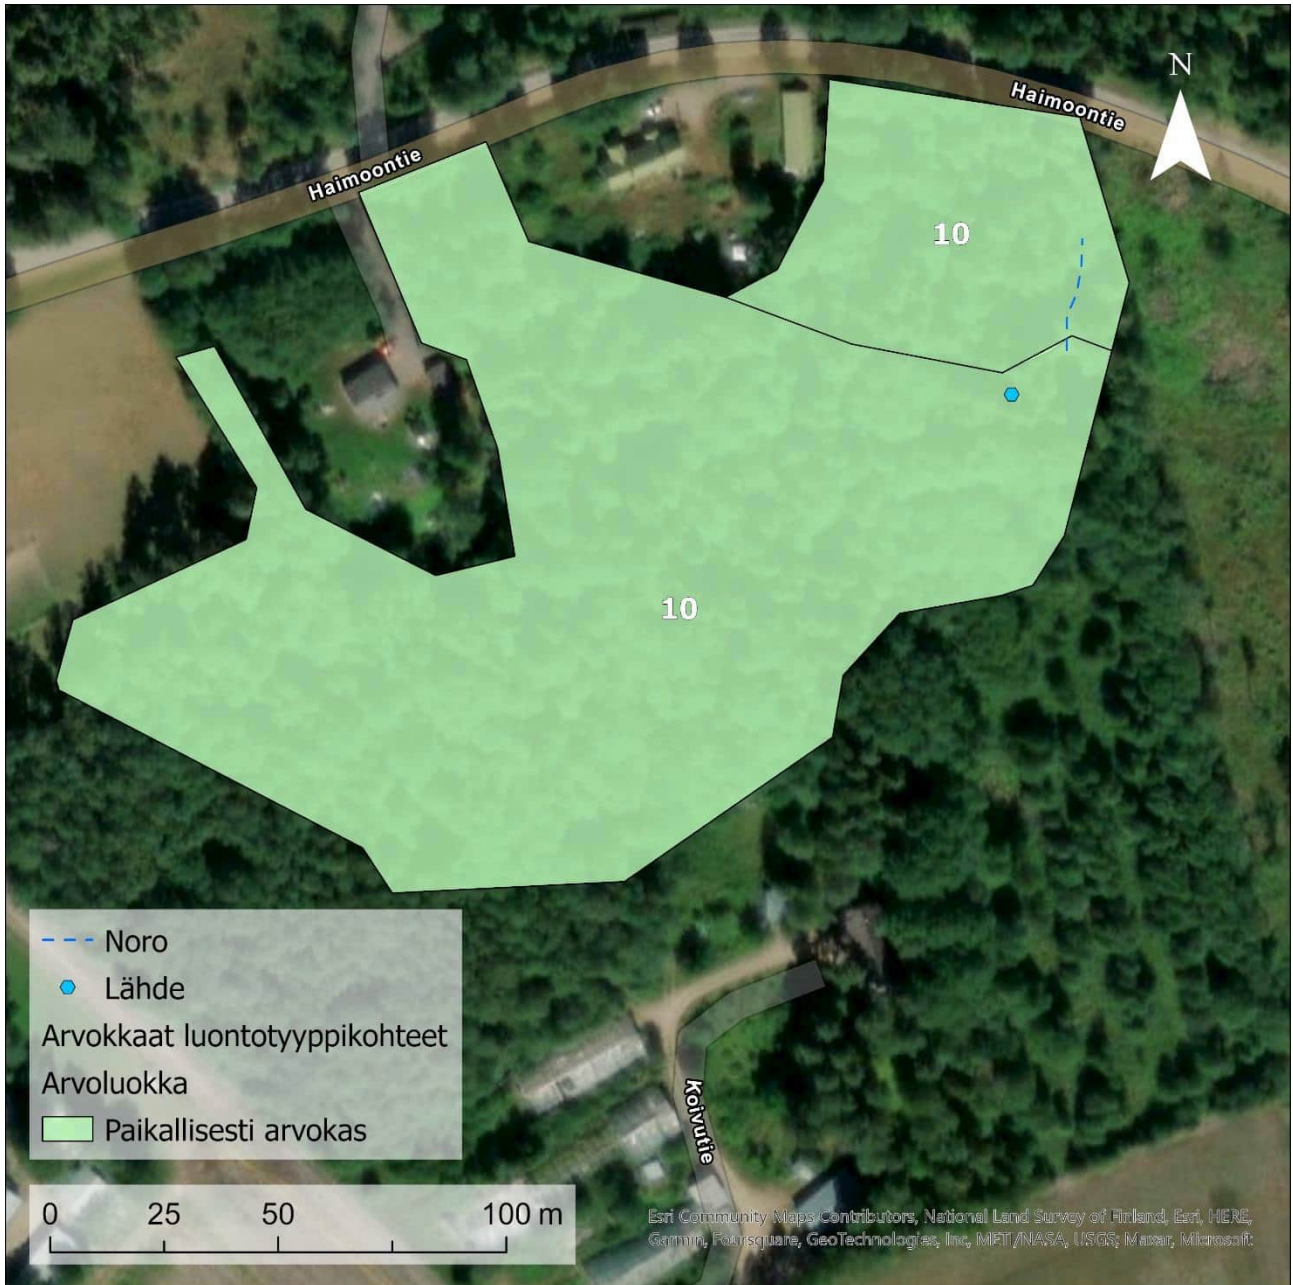 N
Haimoontie
Haimoontie
10
10
Noro
Lähde
Arvokkaat luontotyyppikohteet
Arvoluokka
Paikallisesti arvokas
Koivutie
0 25 50 100 m
Esri Community Maps Contributors, National Land Survey of Finland, Esri, HERE,
Garmin, Foursquare, GeoTechnologies, Inc, METI/NASA, USGS; Maxar, Microsoft